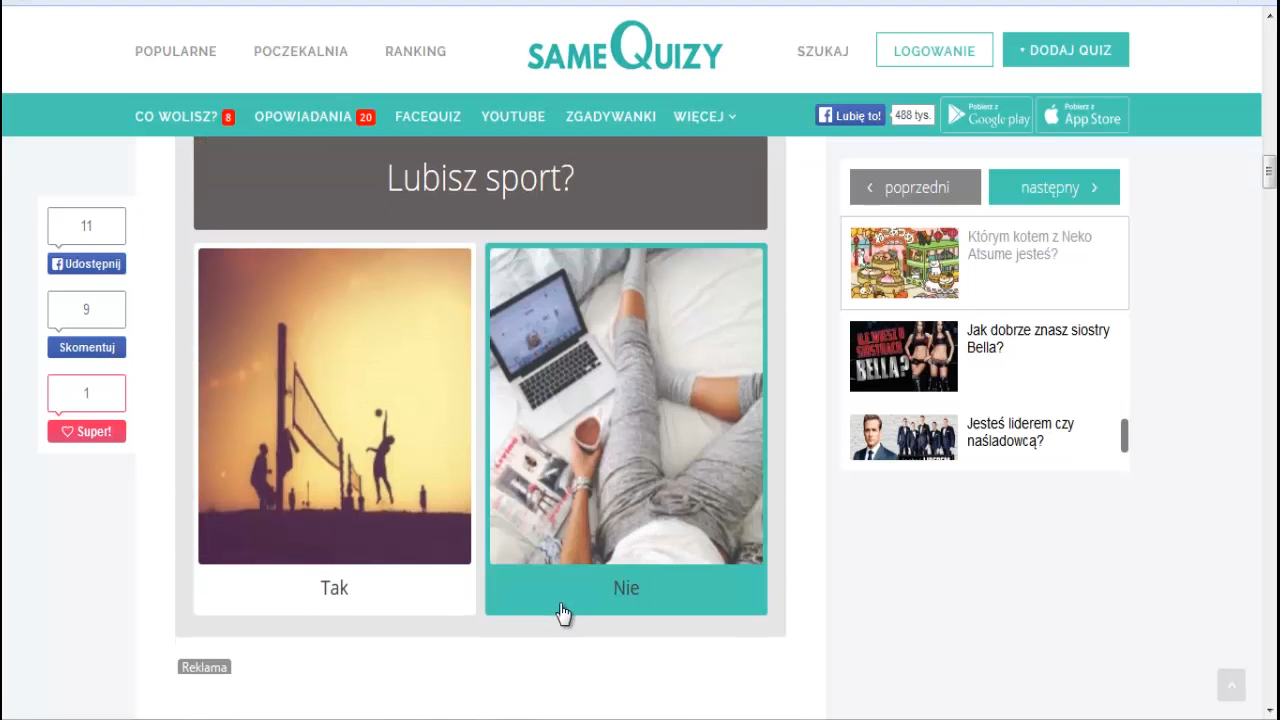 POPULARNE POCZEKALNIA RANKING SAMEQUIZY SZUKAJ LOGOWANIE + DODAJ QUIZ
CO WOLISZ? 8 OPOWIADANIA 20 FACEQUIZ YOUTUBE ZGADYWANKI WIĘCEJ Lubię to! 488 tys. Pobierz z Google play Pobierz z App Store
Lubisz sport?
Tak
Nie
Reklama
11
Udostępnij
9
Skomentuj
1
Super!
poprzedni następny
Którym kotem z Neko
Atsume jesteś?
SIOSTRACH
BELLA?
Jak dobrze znasz siostry
Bella?
Jesteś liderem czy
naśladowcą?